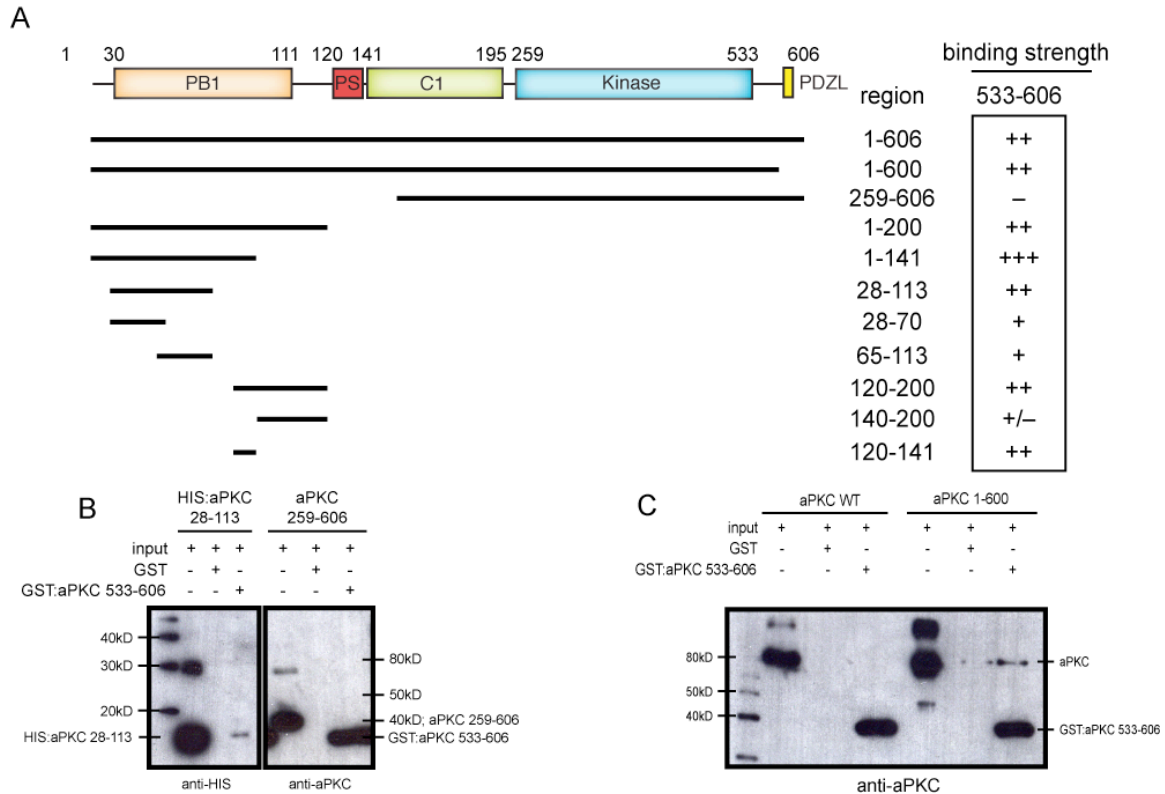 A
1 30 111 120 141 195 259 533 606
PB1 PS C1 Kinase PDZL
binding strength
region 533-606
1-606 ++
1-600 ++
259-606 –
1-200 ++
1-141 +++
28-113 ++
28-70 +
65-113 +
120-200 ++
140-200 +/–
120-141 ++
B
HIS:aPKC 28-113
aPKC 259-606
input + + + + + +
GST - + - - + -
GST:aPKC 533-606 - - + - - +
40kD
30kD
20kD
HIS:aPKC 28-113
80kD
50kD
40kD; aPKC 259-606
GST:aPKC 533-606
anti-HIS
anti-aPKC
C
aPKC WT aPKC 1-600
input + + + + + +
GST - + - - + -
GST:aPKC 533-606 - - + - - +
80kD
50kD
40kD
aPKC
GST:aPKC 533-606
anti-aPKC